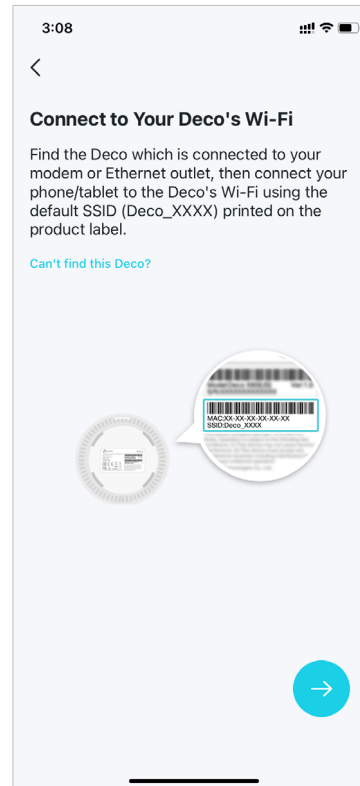 3:08
Connect to Your Deco's Wi-Fi
Find the Deco which is connected to your
modem or Ethernet outlet, then connect your
phone/tablet to the Deco's Wi-Fi using the
default SSID (Deco_XXXX) printed on the
product label.
Can't find this Deco?
MAC:XX-XX-XX-XX-XX-XX
SSID:Deco_XXXX